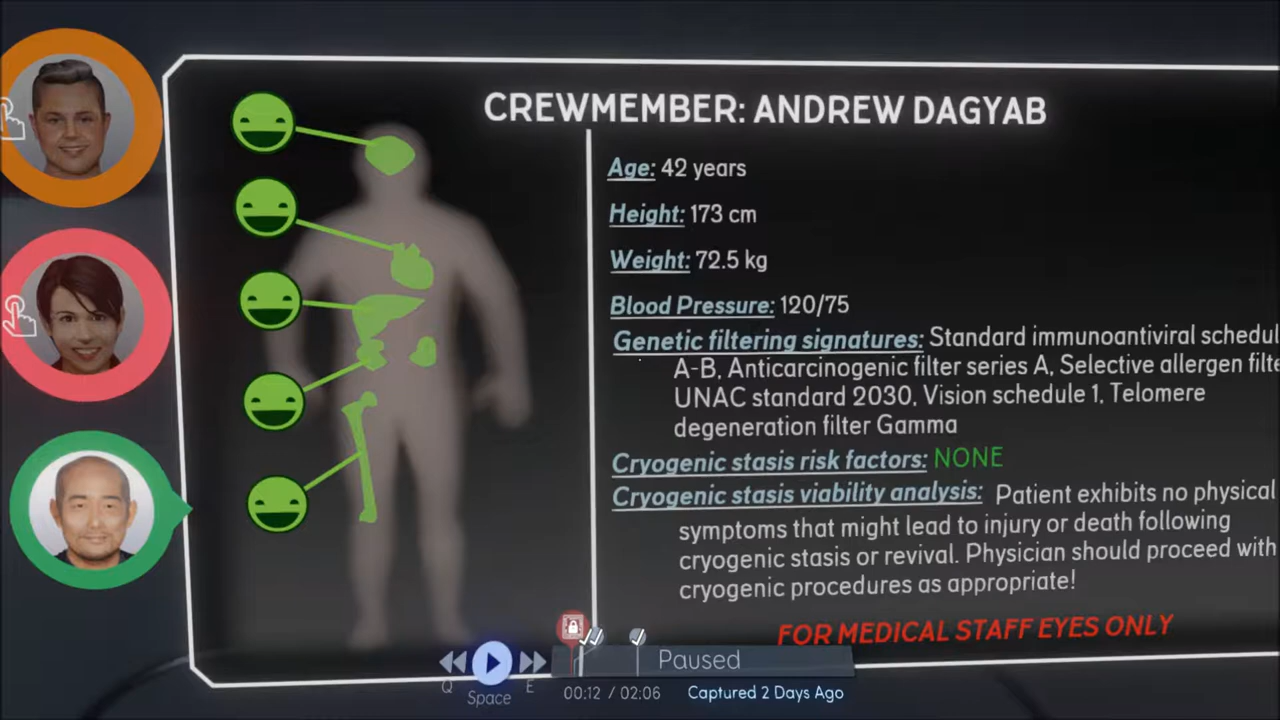 CREWMEMBER: ANDREW DAGYAB
Age: 42 years
Height: 173 cm
Weight: 72.5 kg
Blood Pressure: 120/75
Genetic filtering signatures: Standard immunoantiviral
A-B, Anticarcinogenic filter series A, Selective allergen
UNAC standard 2030, Vision schedule 1. Telomere
degeneration filter Gamma
Cryogenic stasis risk factors: NONE
Cryogenic stasis viability analysis: Patient exhibits no physical
symptoms that might lead to injury or death following
cryogenic stasis or revival. Physician should proceed with
cryogenic procedures as appropriate!
FOR MEDICAL STAFF EYES ONLY
Paused
Q
Space
E
00:12 / 02:06
Captured 2 Days Ago